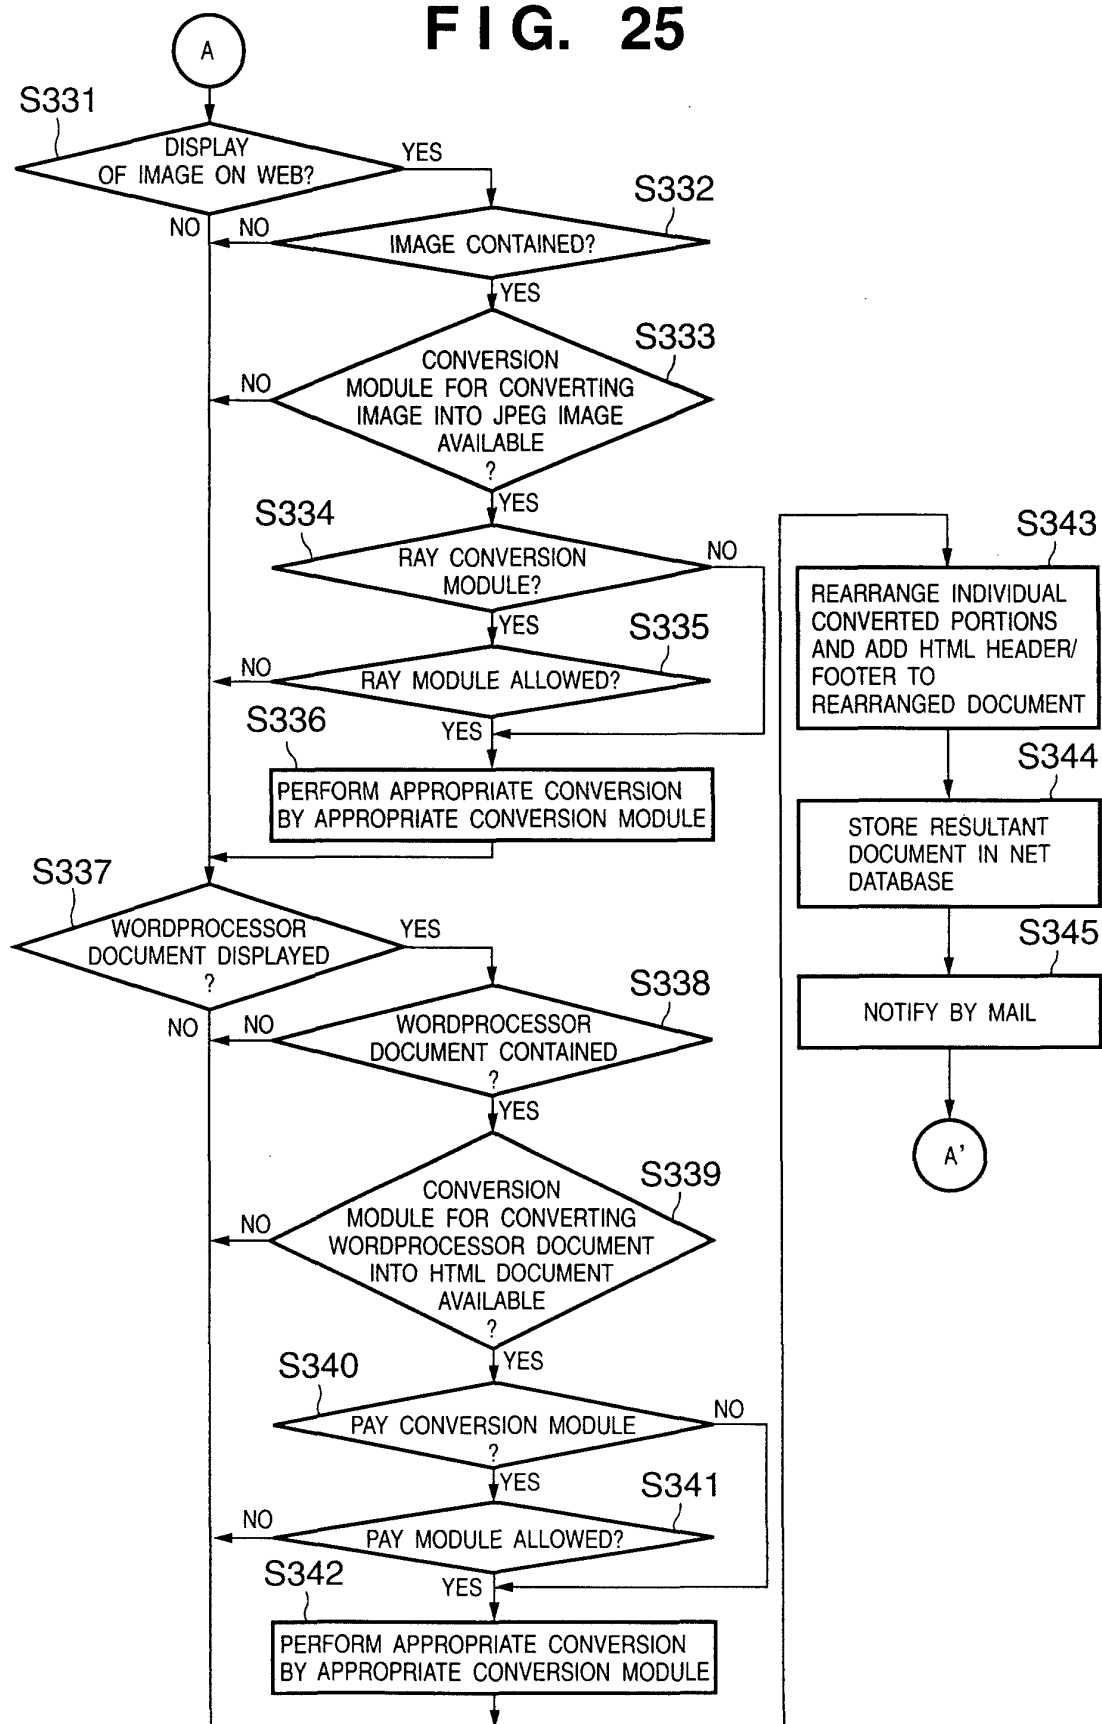 FIG. 25
A
S331
DISPLAY
OF IMAGE ON WEB?
YES
NO
S332
IMAGE CONTAINED?
NO
YES
S333
CONVERSION
MODULE FOR CONVERTING
IMAGE INTO JPEG IMAGE
AVAILABLE
?
NO
YES
S334
RAY CONVERSION
MODULE?
NO
YES
S335
RAY MODULE ALLOWED?
NO
YES
S336
PERFORM APPROPRIATE CONVERSION
BY APPROPRIATE CONVERSION MODULE
S337
WORDPROCESSOR
DOCUMENT DISPLAYED
?
YES
NO
S338
WORDPROCESSOR
DOCUMENT CONTAINED
?
NO
YES
S339
CONVERSION
MODULE FOR CONVERTING
WORDPROCESSOR DOCUMENT
INTO HTML DOCUMENT
AVAILABLE
?
NO
YES
S340
PAY CONVERSION MODULE
?
NO
YES
S341
PAY MODULE ALLOWED?
NO
YES
S342
PERFORM APPROPRIATE CONVERSION
BY APPROPRIATE CONVERSION MODULE
S343
REARRANGE INDIVIDUAL
CONVERTED PORTIONS
AND ADD HTML HEADER/
FOOTER TO
REARRANGED DOCUMENT
S344
STORE RESULTANT
DOCUMENT IN NET
DATABASE
S345
NOTIFY BY MAIL
A'